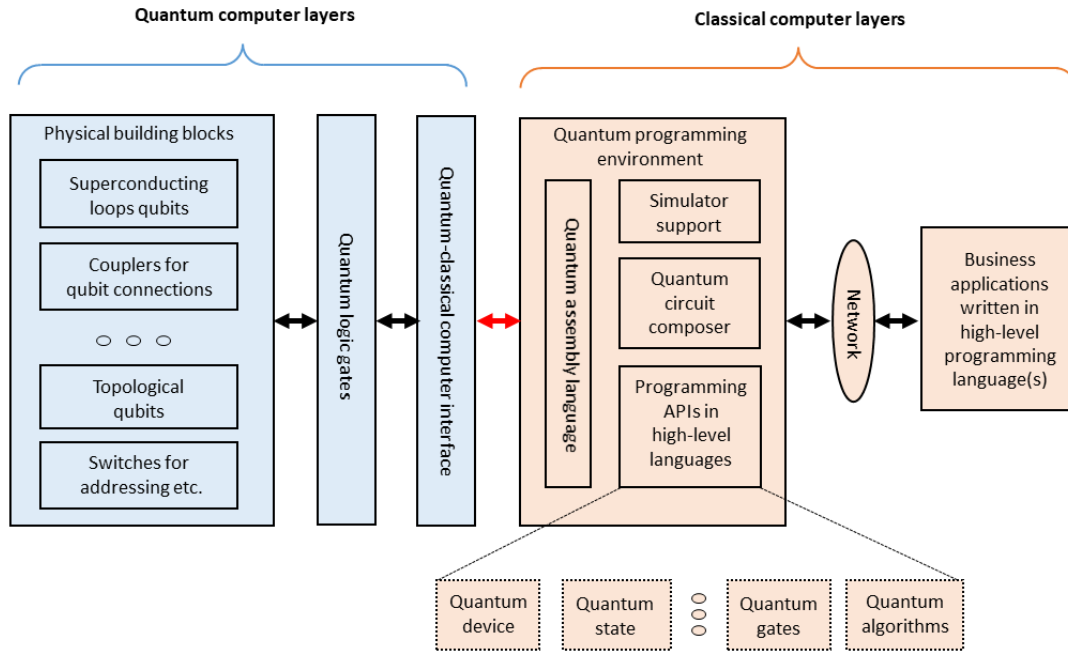 Quantum computer layers
Classical computer layers
Physical building blocks
Superconducting
loops qubits
Couplers for
qubit connections
Topological
qubits
Switches for
addressing etc.
Quantum logic gates
Quantum-classical computer interface
Quantum programming
environment
Quantum assembly language
Simulator
support
Quantum
circuit
composer
Programming
APIs in
high-level
languages
Network
Business
applications
written in
high-level
programming
language(s)
Quantum
device
Quantum
state
Quantum
gates
Quantum
algorithms